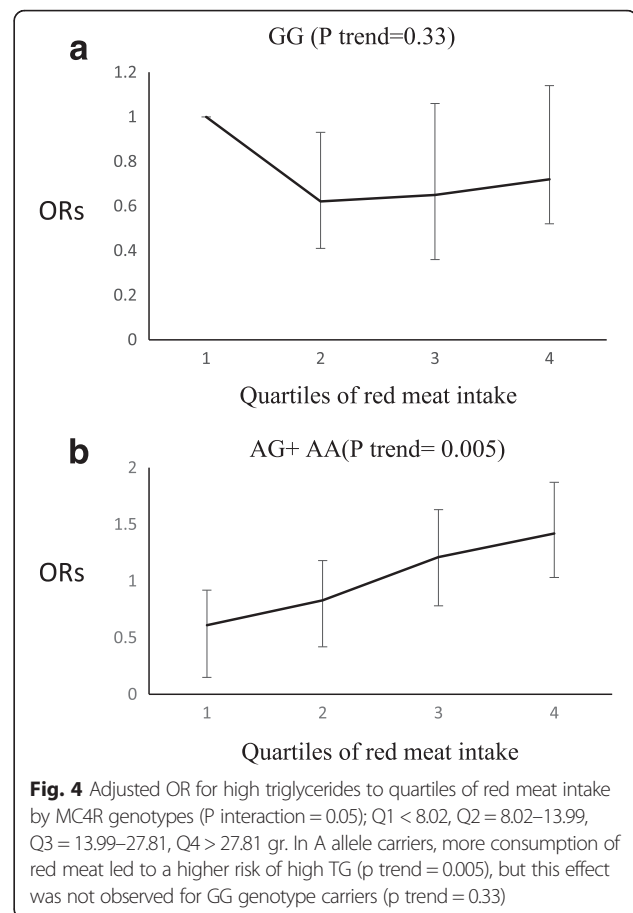 a
GG (P trend=0.33)
1.2
1
0.8
0.6
0.4
0.2
0
ORs
1 2 3 4
Quartiles of red meat intake
b
AG+ AA(P trend= 0.005)
2
1.5
1
0.5
0
ORs
1 2 3 4
Quartiles of red meat intake
Fig. 4 Adjusted OR for high triglycerides to quartiles of red meat intake
by MC4R genotypes (P interaction = 0.05); Q1 < 8.02, Q2 = 8.02–13.99,
Q3 = 13.99–27.81, Q4 > 27.81 gr. In A allele carriers, more consumption of
red meat led to a higher risk of high TG (p trend = 0.005), but this effect
was not observed for GG genotype carriers (p trend = 0.33)